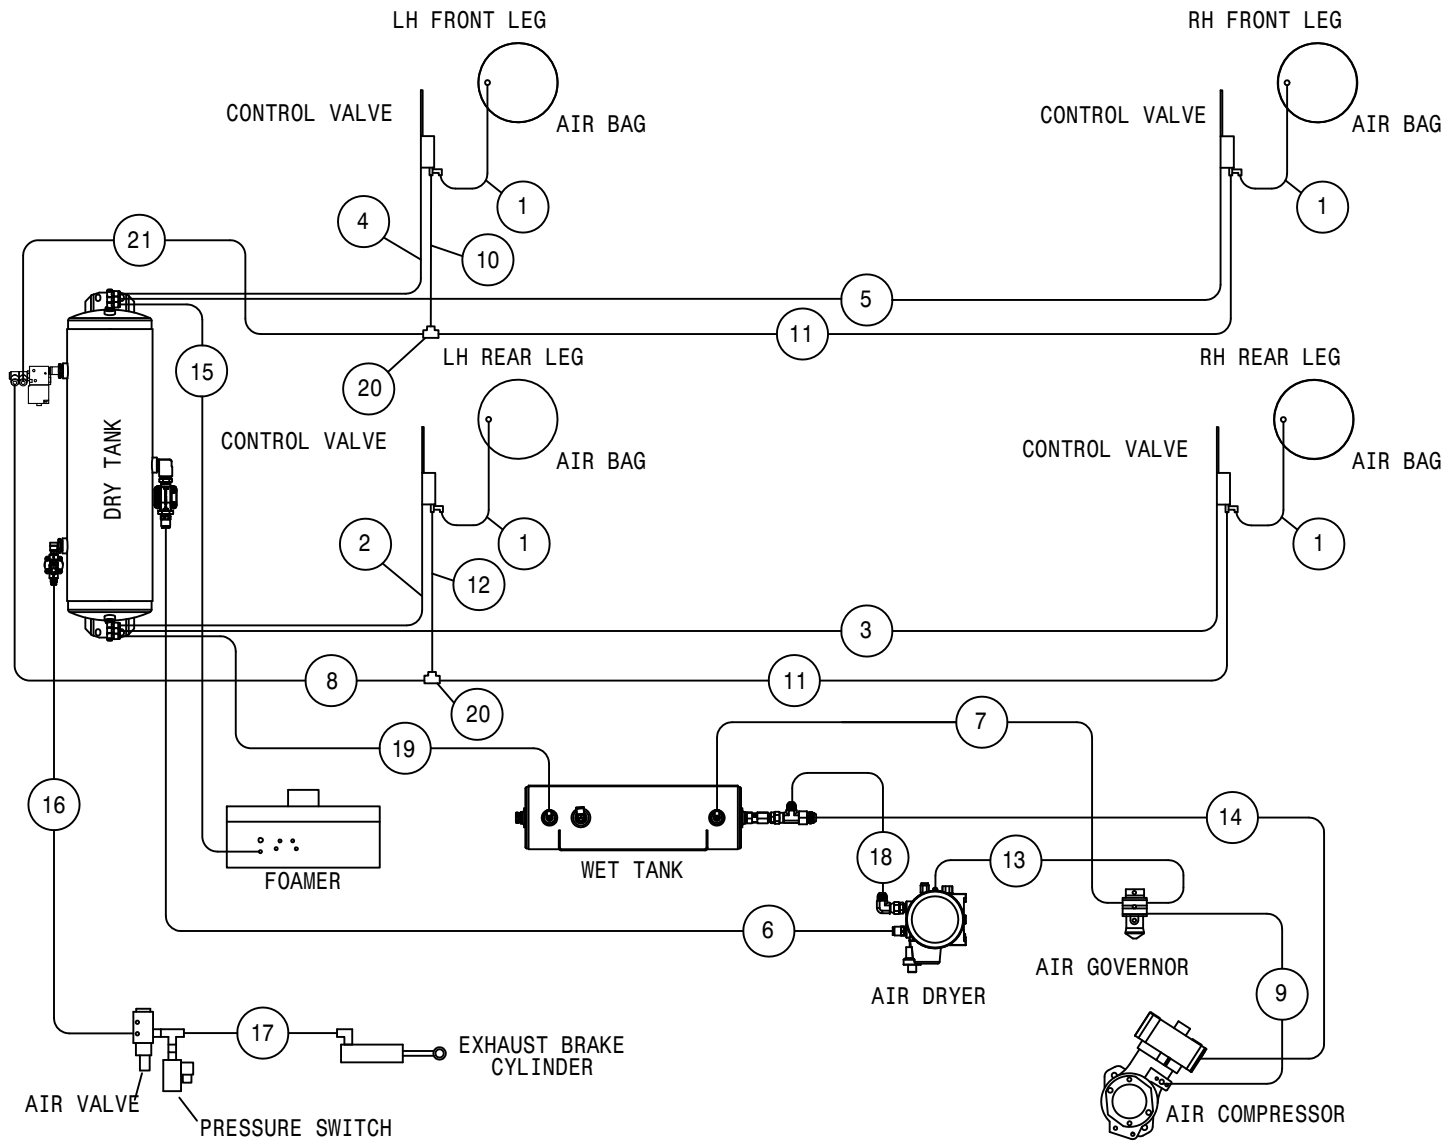 LH FRONT LEG
RH FRONT LEG
CONTROL VALVE
AIR BAG
CONTROL VALVE
AIR BAG
1
1
4
21
10
5
11
LH REAR LEG
RH REAR LEG
15
20
CONTROL VALVE
AIR BAG
CONTROL VALVE
AIR BAG
DRY TANK
2
1
1
12
3
8
11
20
7
19
16
14
18
13
FOAMER
WET TANK
6
AIR GOVERNOR
AIR DRYER
9
17
EXHAUST BRAKE
CYLINDER
AIR VALVE
PRESSURE SWITCH
AIR COMPRESSOR